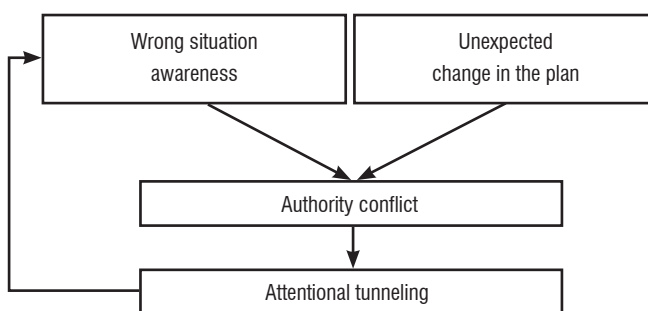 Wrong situation
awareness
Unexpected
change in the plan
Authority conflict
Attentional tunneling